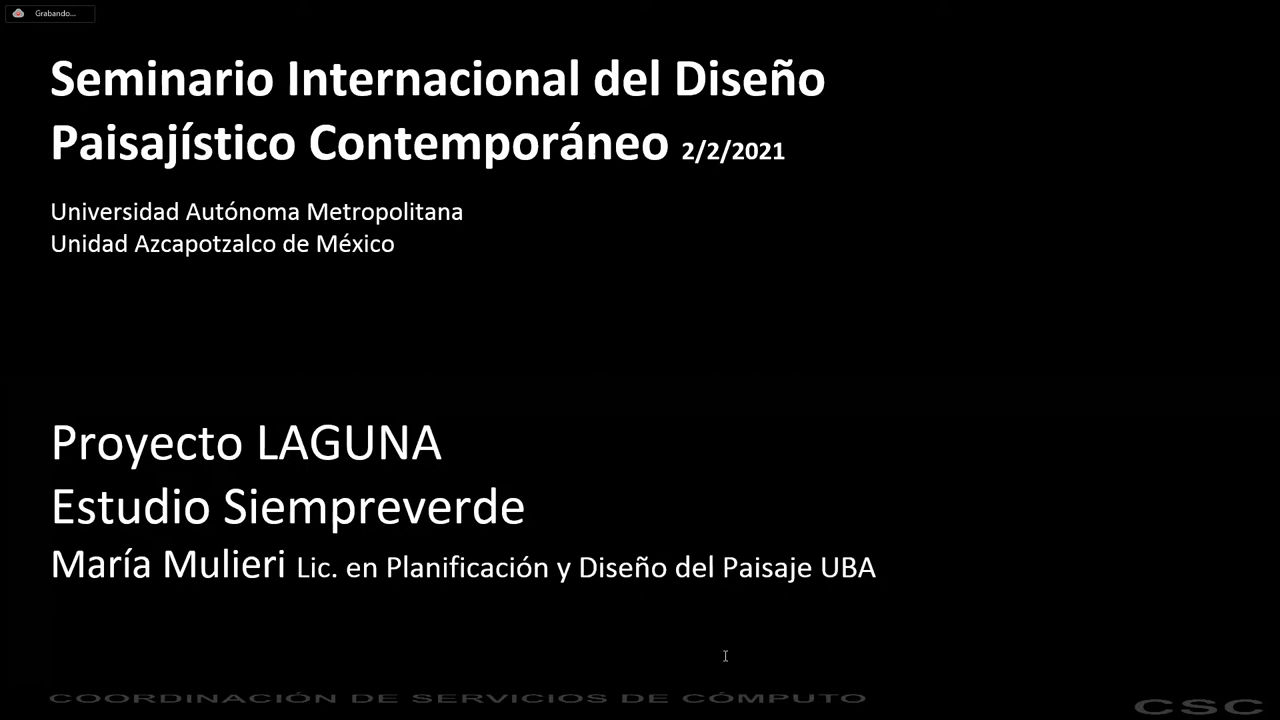 Grabando...
Seminario Internacional del Diseño
Paisajístico Contemporáneo 2/2/2021
Universidad Autónoma Metropolitana
Unidad Azcapotzalco de México
Proyecto LAGUNA
Estudio Siempreverde
María Mulieri Lic. en Planificación y Diseño del Paisaje UBA
COORDINACIÓN DE SERVICIOS DE CÓMPUTO
CSC